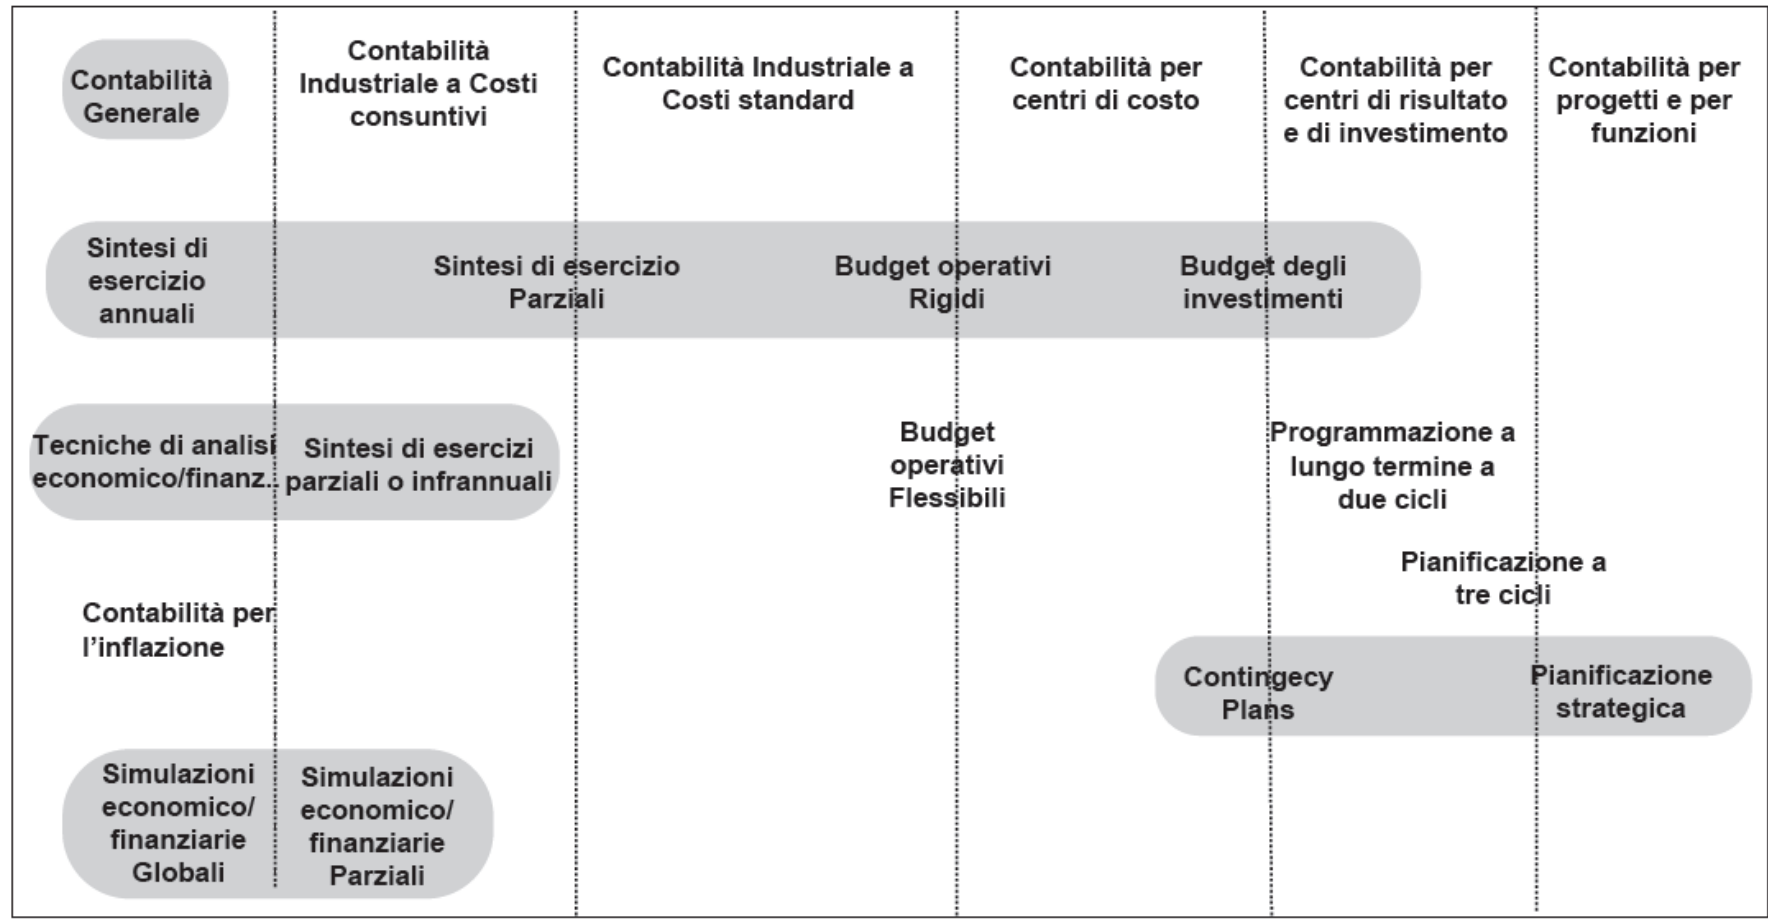 Contabilità
Generale
Contabilità
Industriale a Costi
consuntivi
Contabilità Industriale a
Costi standard
Contabilità per
centri di costo
Contabilità per
centri di risultato
e di investimento
Contabilità per
progetti e per
funzioni
Sintesi di
esercizio
annuali
Sintesi di esercizio
Parziali
Budget operativi
Rigidi
Budget degli
investimenti
Tecniche di analisi
economico/finanz..
Sintesi di esercizi
parziali o infrannuali
Budget
operativi
Flessibili
Programmazione a
lungo termine a
due cicli
Pianificazione a
tre cicli
Contabilità per
l’inflazione
Contingecy
Plans
Pianificazione
strategica
Simulazioni
economico/
finanziarie
Globali
Simulazioni
economico/
finanziarie
Parziali